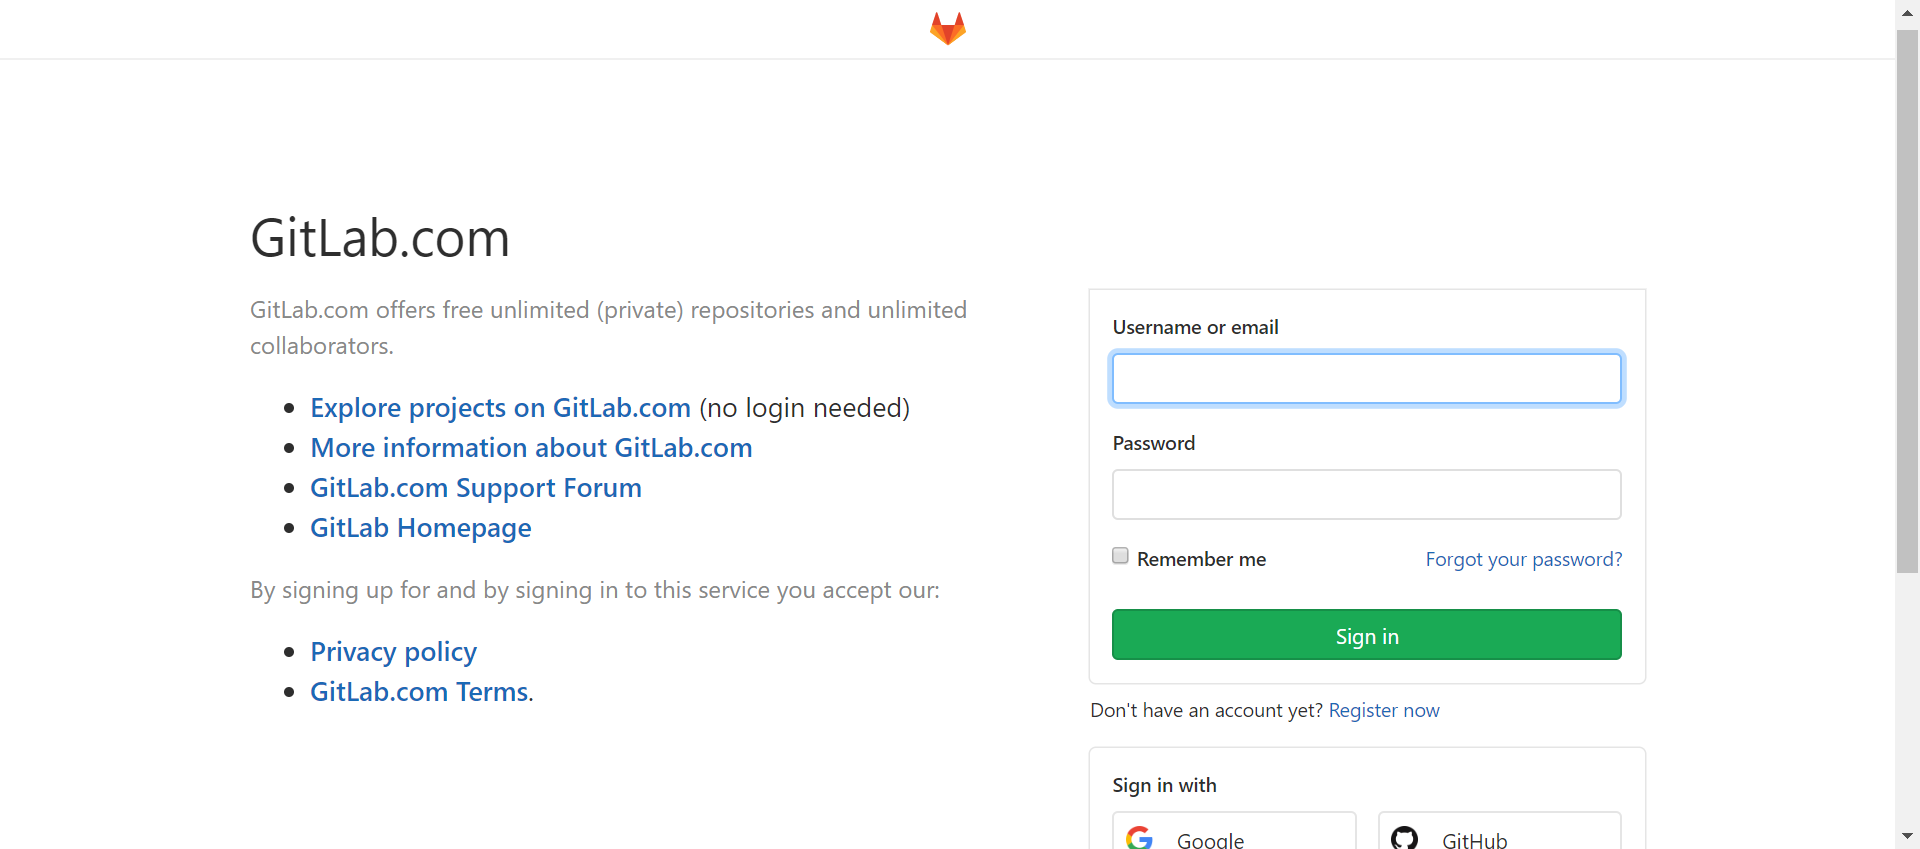 GitLab.com
GitLab.com offers free unlimited (private) repositories and unlimited
collaborators.
Explore projects on GitLab.com (no login needed)
More information about GitLab.com
GitLab.com Support Forum
GitLab Homepage
By signing up for and by signing in to this service you accept our:
Privacy policy
GitLab.com Terms.
Username or email
Password
Remember me
Forgot your password?
Sign in
Don't have an account yet? Register now
Sign in with
Google
GitHub